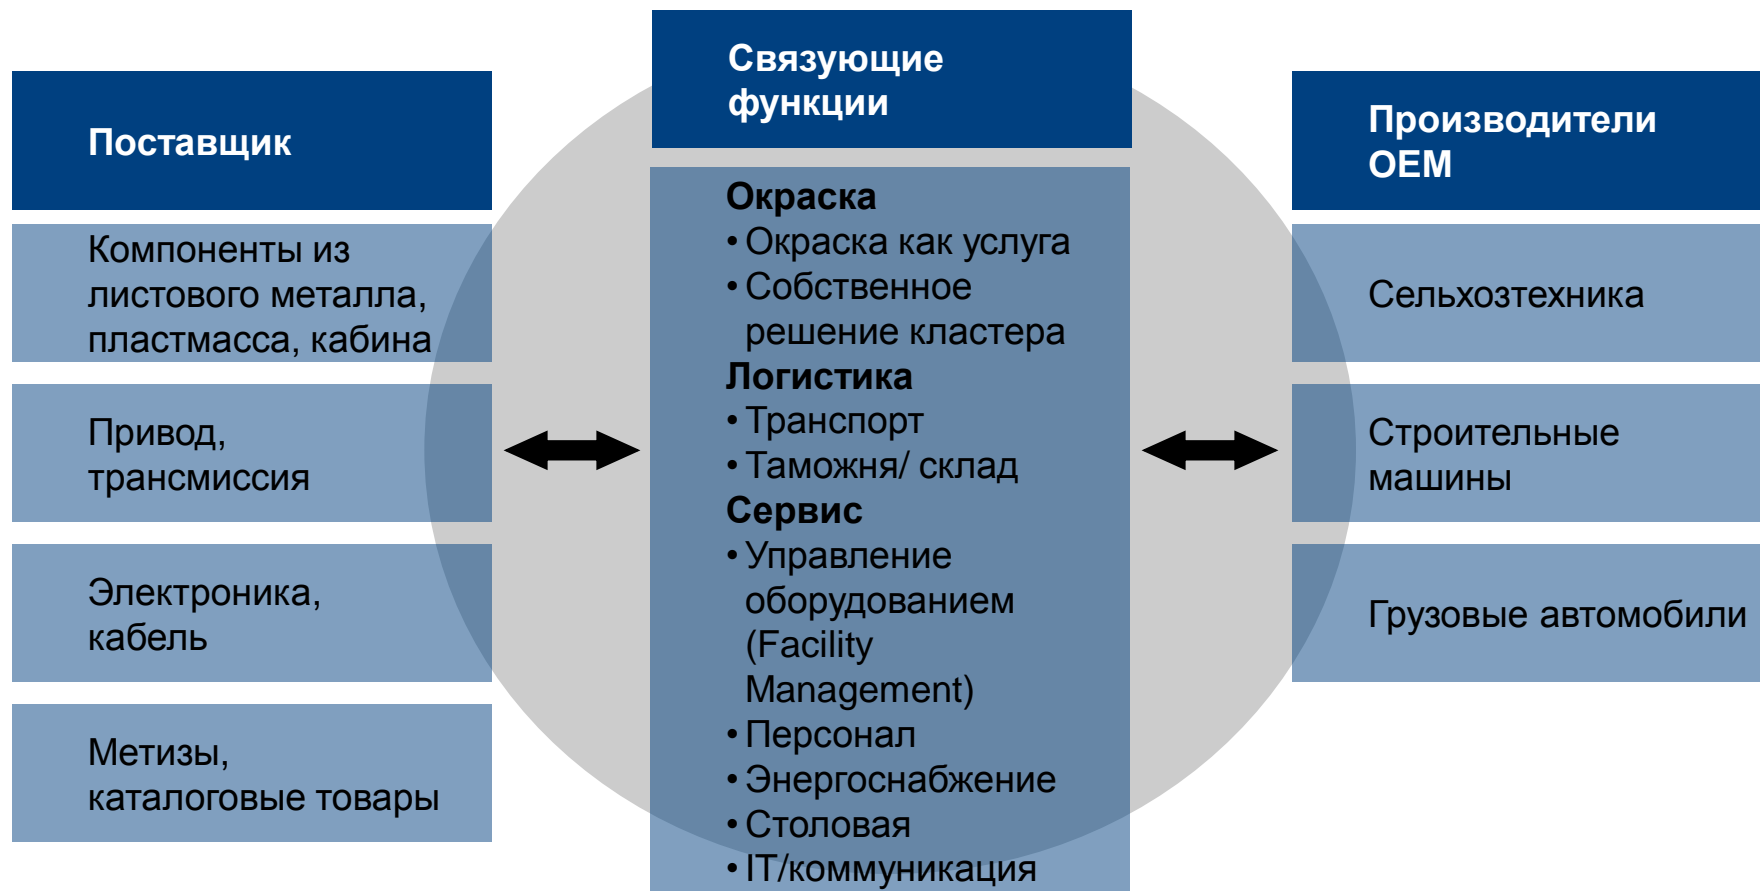 Поставщик
Компоненты из
листового металла,
пластмасса, кабина
Привод,
трансмиссия
Электроника,
кабель
Метизы,
каталоговые товары
Связующие
функции
Окраска
• Окраска как услуга
• Собственное
решение кластера
Логистика
• Транспорт
• Таможня/ склад
Сервис
• Управление
оборудованием
(Facility
Management)
• Персонал
• Энергоснабжение
• Столовая
• IT/коммуникация
Производители
OEM
Сельхозтехника
Строительные
машины
Грузовые автомобили